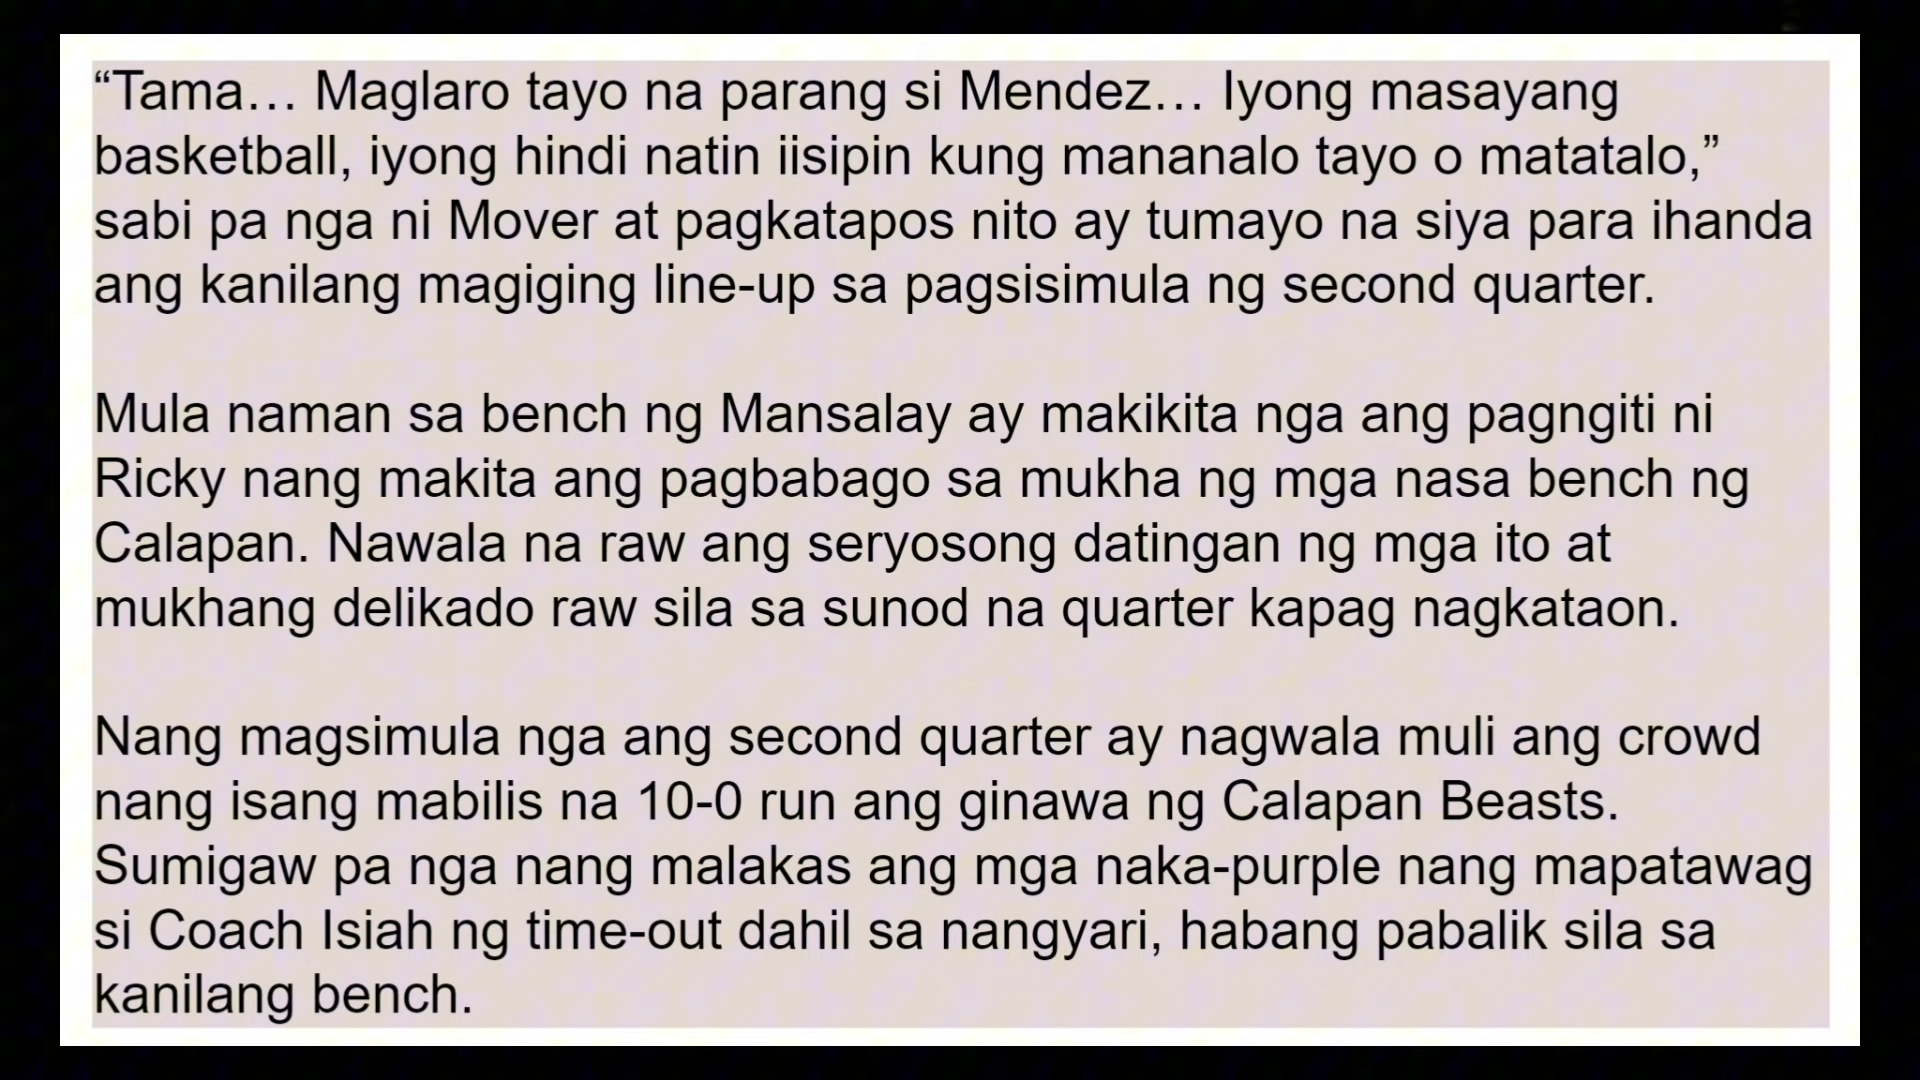 “Tama… Maglaro tayo na parang si Mendez… Iyong masayang
basketball, iyong hindi natin iisipin kung mananalo tayo o matatalo,”
sabi pa nga ni Mover at pagkatapos nito ay tumayo na siya para ihanda
ang kanilang magiging line-up sa pagsisimula ng second quarter.
Mula naman sa bench ng Mansalay ay makikita nga ang pagngiti ni
Ricky nang makita ang pagbabago sa mukha ng mga nasa bench ng
Calapan. Nawala na raw ang seryosong datingan ng mga ito at
mukhang delikado raw sila sa sunod na quarter kapag nagkataon.
Nang magsimula nga ang second quarter ay nagwala muli ang crowd
nang isang mabilis na 10-0 run ang ginawa ng Calapan Beasts.
Sumigaw pa nga nang malakas ang mga naka-purple nang mapatawag
si Coach Isiah ng time-out dahil sa nangyari, habang pabalik sila sa
kanilang bench.